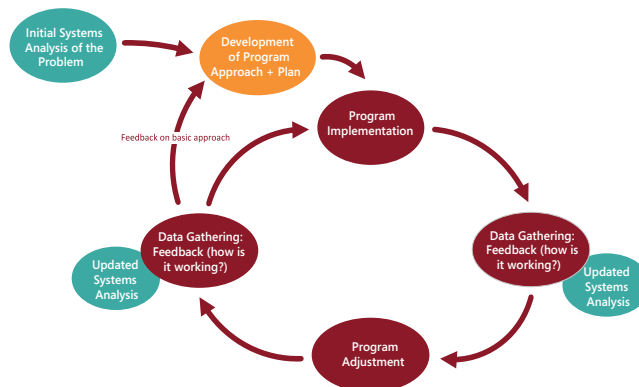 Initial Systems
Analysis of the
Problem
Development
of Program
Approach + Plan
Program
Implementation
Feedback on basic approach
Data Gathering:
Feedback (how is
it working?)
Updated
Systems
Analysis
Data Gathering:
Feedback (how is
it working?)
Updated
Systems
Analysis
Program
Adjustment